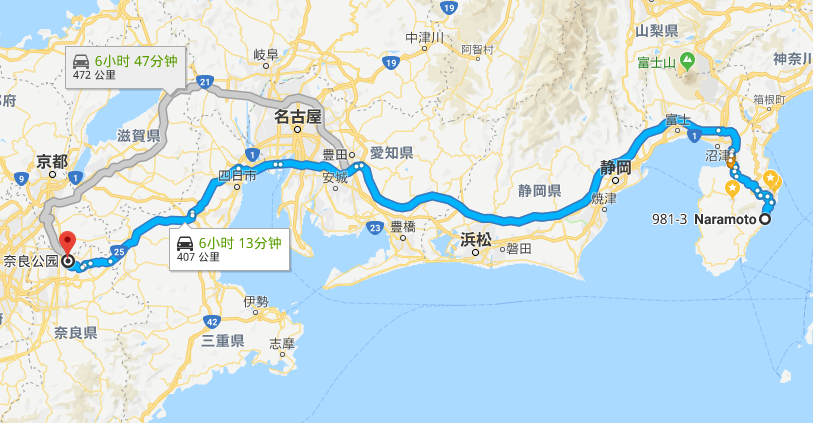 19
山梨県
中津川
阿智村
岐阜
6小时 47分钟
472 公里
19
富士山
神奈川
21
箱根町
名古屋
富士
1
滋賀県
京都
1
豊田
愛知県
沼津
9
1
四日市
安城
静岡
静岡県
焼津
981-3 Naramoto
23
豊橋
浜松
磐田
6小时 13分钟
407 公里
25
奈良公园
伊勢
42
奈良県
三重県
志摩